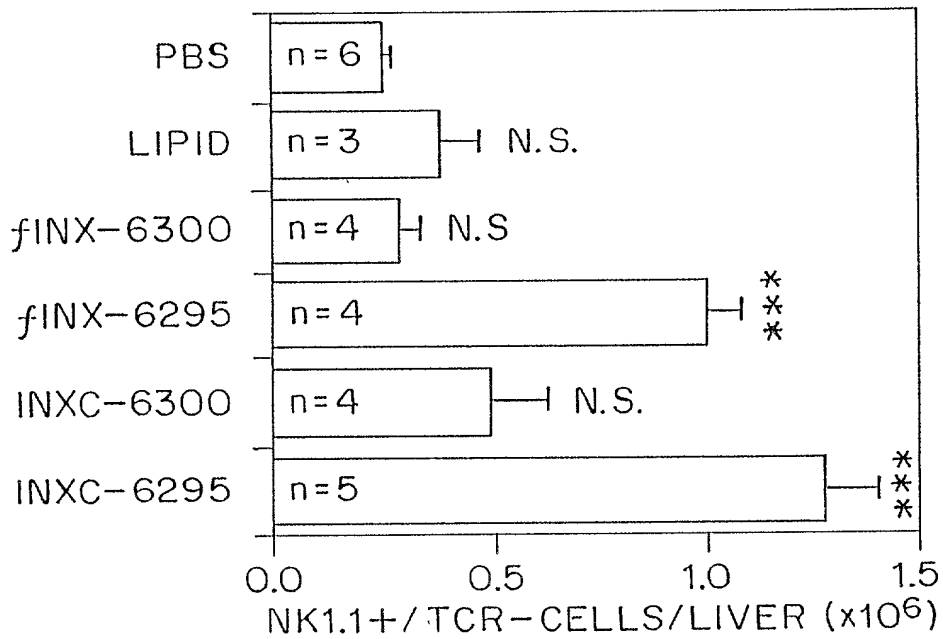 PBS n=6
LIPID n=3 N.S.
fINX-6300 n=4 N.S
fINX-6295 n=4 ***
INXC-6300 n=4 N.S.
INXC-6295 n=5 ***
0.0 0.5 1.0 1.5
NK1.1+/TCR-CELLS/LIVER (x10⁶)